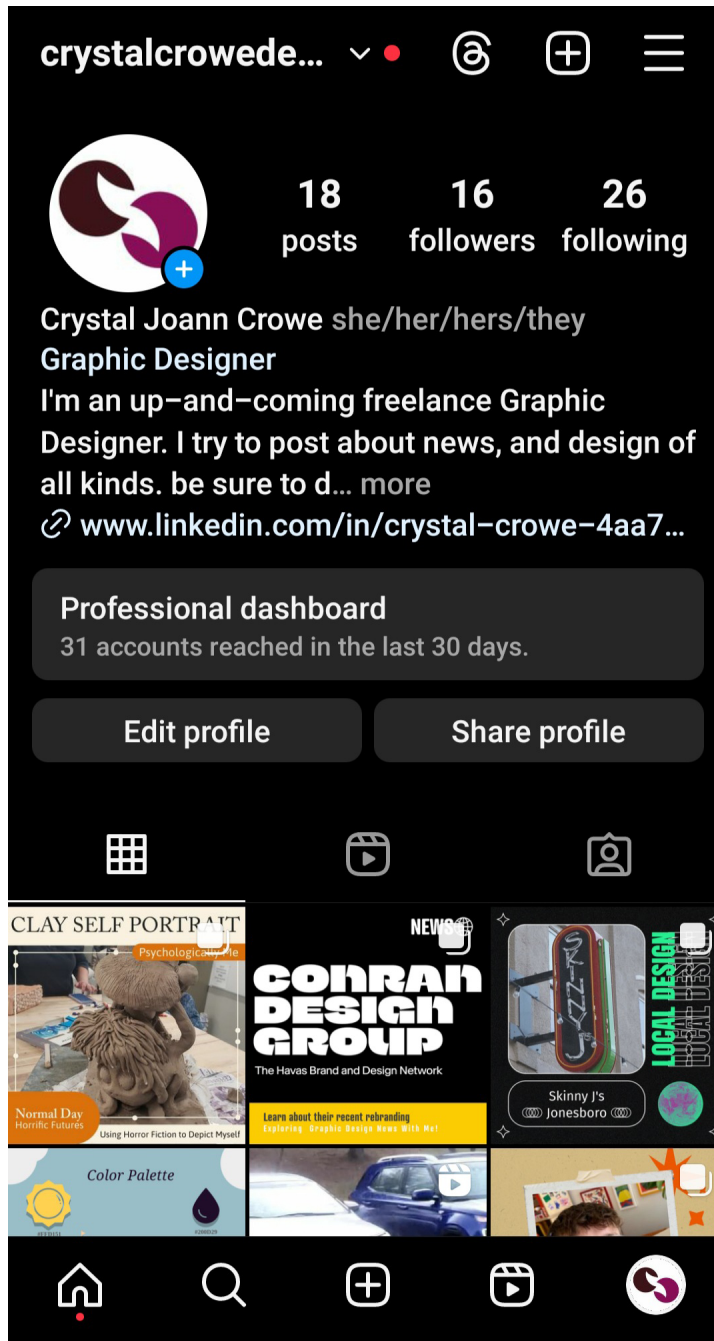 crystalcrowede...
18
posts
16
followers
26
following
Crystal Joann Crowe she/her/hers/they
Graphic Designer
I'm an up-and-coming freelance Graphic
Designer. I try to post about news, and design of
all kinds. be sure to d... more
www.linkedin.com/in/crystal-crowe-4aa7...
Professional dashboard
31 accounts reached in the last 30 days.
Edit profile
Share profile
CLAY SELF PORTRAIT
Psychologically Me
Normal Day
Horrific Futures
Using Horror Fiction to Depict Myself
NEWS
CONRAN
DESIGN
GROUP
The Havas Brand and Design Network
Learn about their recent rebranding
Exploring Graphic Design News With Me!
SKINNY J
LOCAL DESIGN
LOCAL DESIGN
LOCAL DESIGN
Skinny J's
Jonesboro
Color Palette